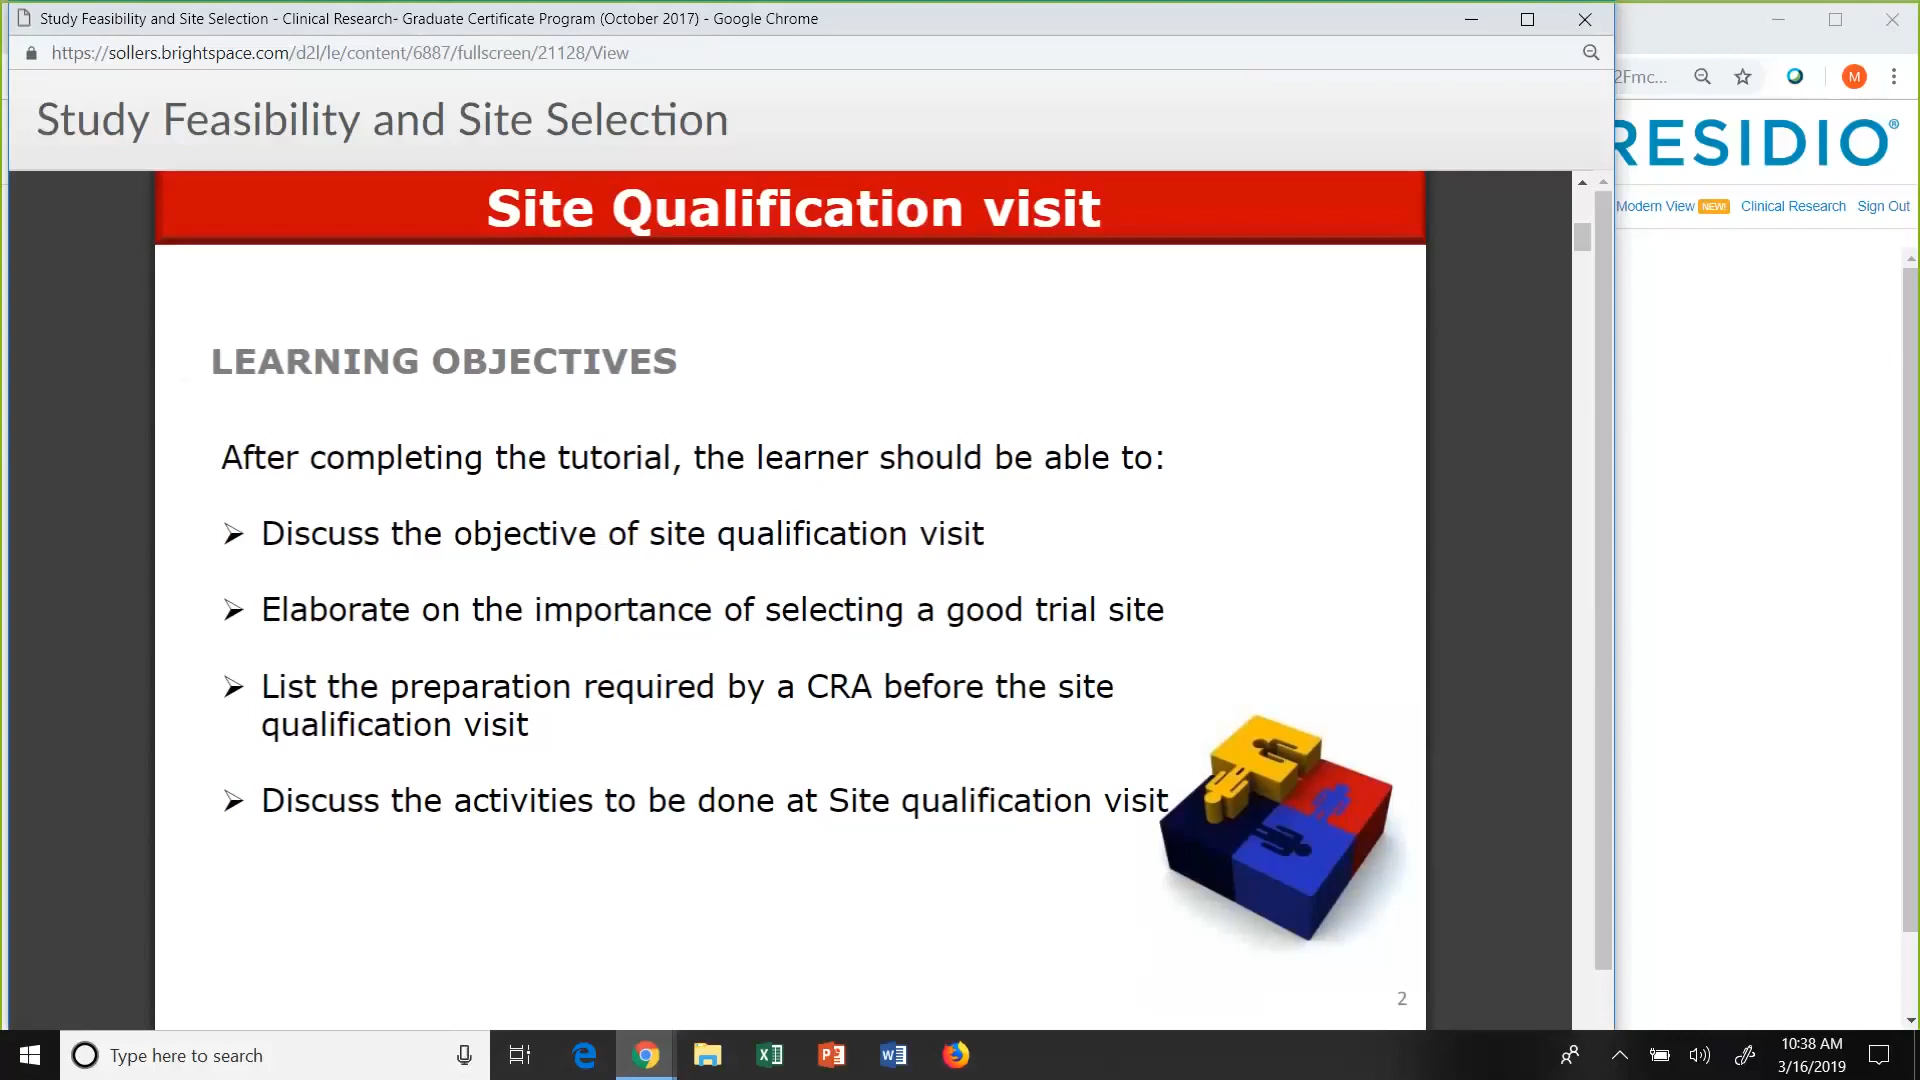 Study Feasibility and Site Selection - Clinical Research- Graduate Certificate Program (October 2017) - Google Chrome
https://sollers.brightspace.com/d2l/le/content/6887/fullscreen/21128/View
2Fmc...
M
Study Feasibility and Site Selection
RESIDIO®
Modern View NEW! Clinical Research Sign Out
Site Qualification visit
LEARNING OBJECTIVES
After completing the tutorial, the learner should be able to:
➢ Discuss the objective of site qualification visit
➢ Elaborate on the importance of selecting a good trial site
➢ List the preparation required by a CRA before the site
qualification visit
➢ Discuss the activities to be done at Site qualification visit
2
Type here to search
10:38 AM
3/16/2019